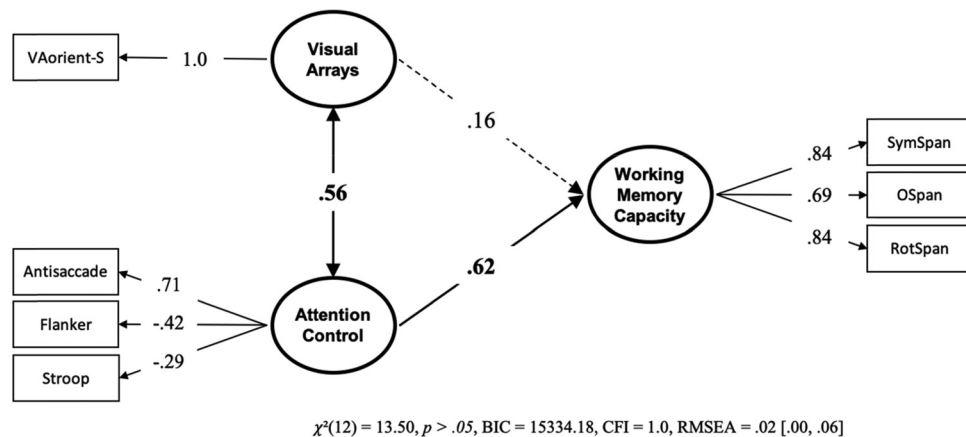 VAorient-S
1.0
Visual
Arrays
.16
.56
Working
Memory
Capacity
.84
SymSpan
.69
OSpan
.84
RotSpan
Antisaccade
.71
Flanker
-.42
Stroop
-.29
Attention
Control
.62
χ²(12) = 13.50, p > .05, BIC = 15334.18, CFI = 1.0, RMSEA = .02 [.00, .06]